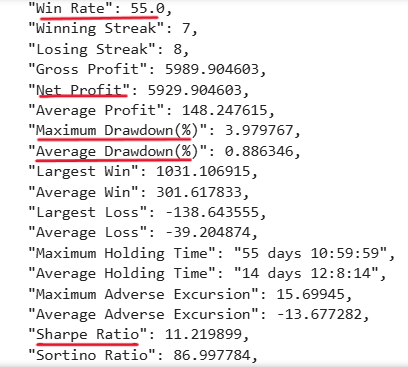 "Win Rate": 55.0,
"Winning Streak": 7,
"Losing Streak": 8,
"Gross Profit": 5989.904603,
"Net Profit": 5929.904603,
"Average Profit": 148.247615,
"Maximum Drawdown(%)": 3.979767,
"Average Drawdown(%)": 0.886346,
"Largest Win": 1031.106915,
"Average Win": 301.617833,
"Largest Loss": -138.643555,
"Average Loss": -39.204874,
"Maximum Holding Time": "55 days 10:59:59",
"Average Holding Time": "14 days 12:8:14",
"Maximum Adverse Excursion": 15.69945,
"Average Adverse Excursion": -13.677282,
"Sharpe Ratio": 11.219899,
"Sortino Ratio": 86.997784,